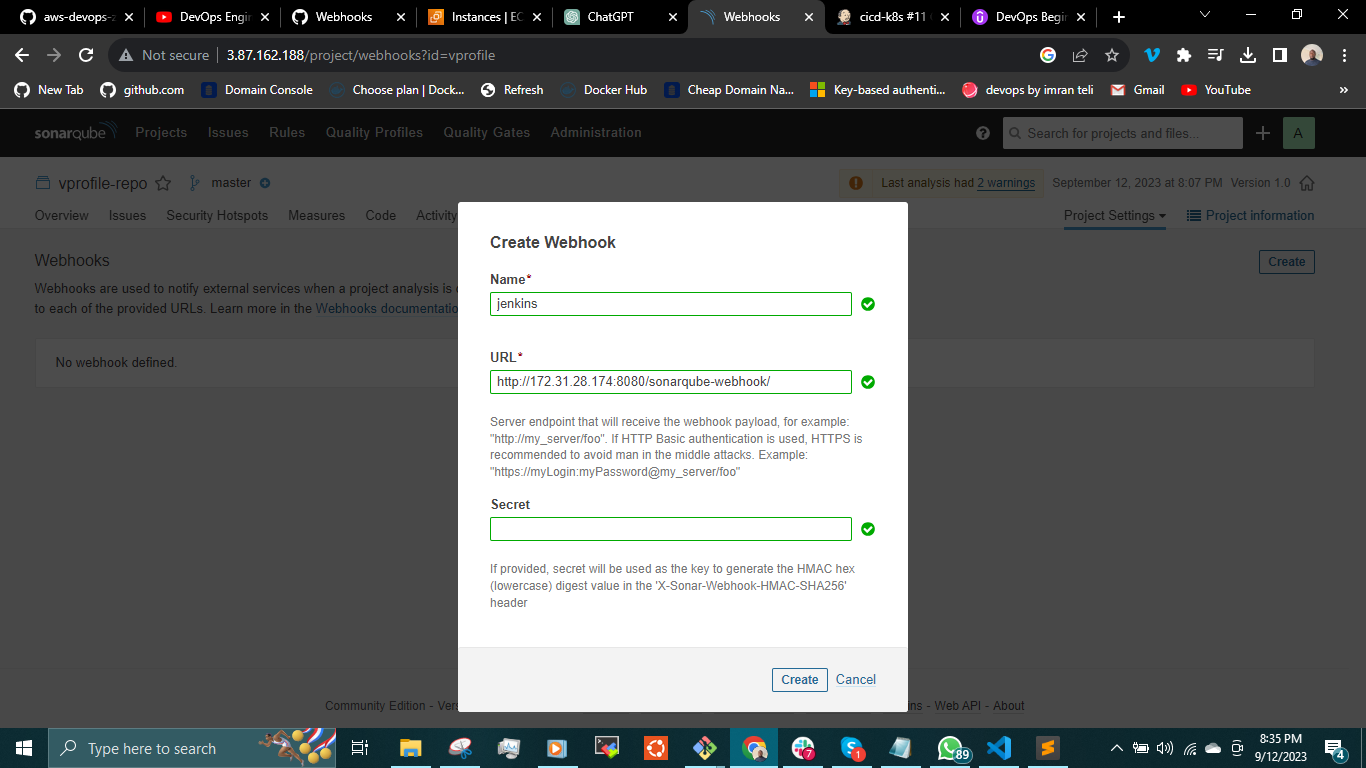 aws-devops-z
DevOps Engin
Webhooks
Instances | EC
ChatGPT
Webhooks
cicd-k8s #11
DevOps Begin
Not secure
3.87.162.188/project/webhooks?id=vprofile
New Tab
github.com
Domain Console
Choose plan | Dock...
Refresh
Docker Hub
Cheap Domain Na...
Key-based authenti...
devops by imran teli
Gmail
YouTube
»
sonarqube
Projects
Issues
Rules
Quality Profiles
Quality Gates
Administration
Search for projects and files...
A
vprofile-repo
master
Last analysis had 2 warnings
September 12, 2023 at 8:07 PM
Version 1.0
Overview
Issues
Security Hotspots
Measures
Code
Activity
Project Settings
Project information
Webhooks
Create
Webhooks are used to notify external services when a project analysis is
to each of the provided URLs. Learn more in the Webhooks documentatio
No webhook defined.
Create Webhook
Name*
jenkins
URL*
http://172.31.28.174:8080/sonarqube-webhook/
Server endpoint that will receive the webhook payload, for example:
"http://my_server/foo". If HTTP Basic authentication is used, HTTPS is
recommended to avoid man in the middle attacks. Example:
"https://myLogin:myPassword@my_server/foo"
Secret
If provided, secret will be used as the key to generate the HMAC hex
(lowercase) digest value in the 'X-Sonar-Webhook-HMAC-SHA256'
header
Create
Cancel
Community Edition - Vers
ns - Web API - About
Type here to search
7
1
89
8:35 PM
9/12/2023
4